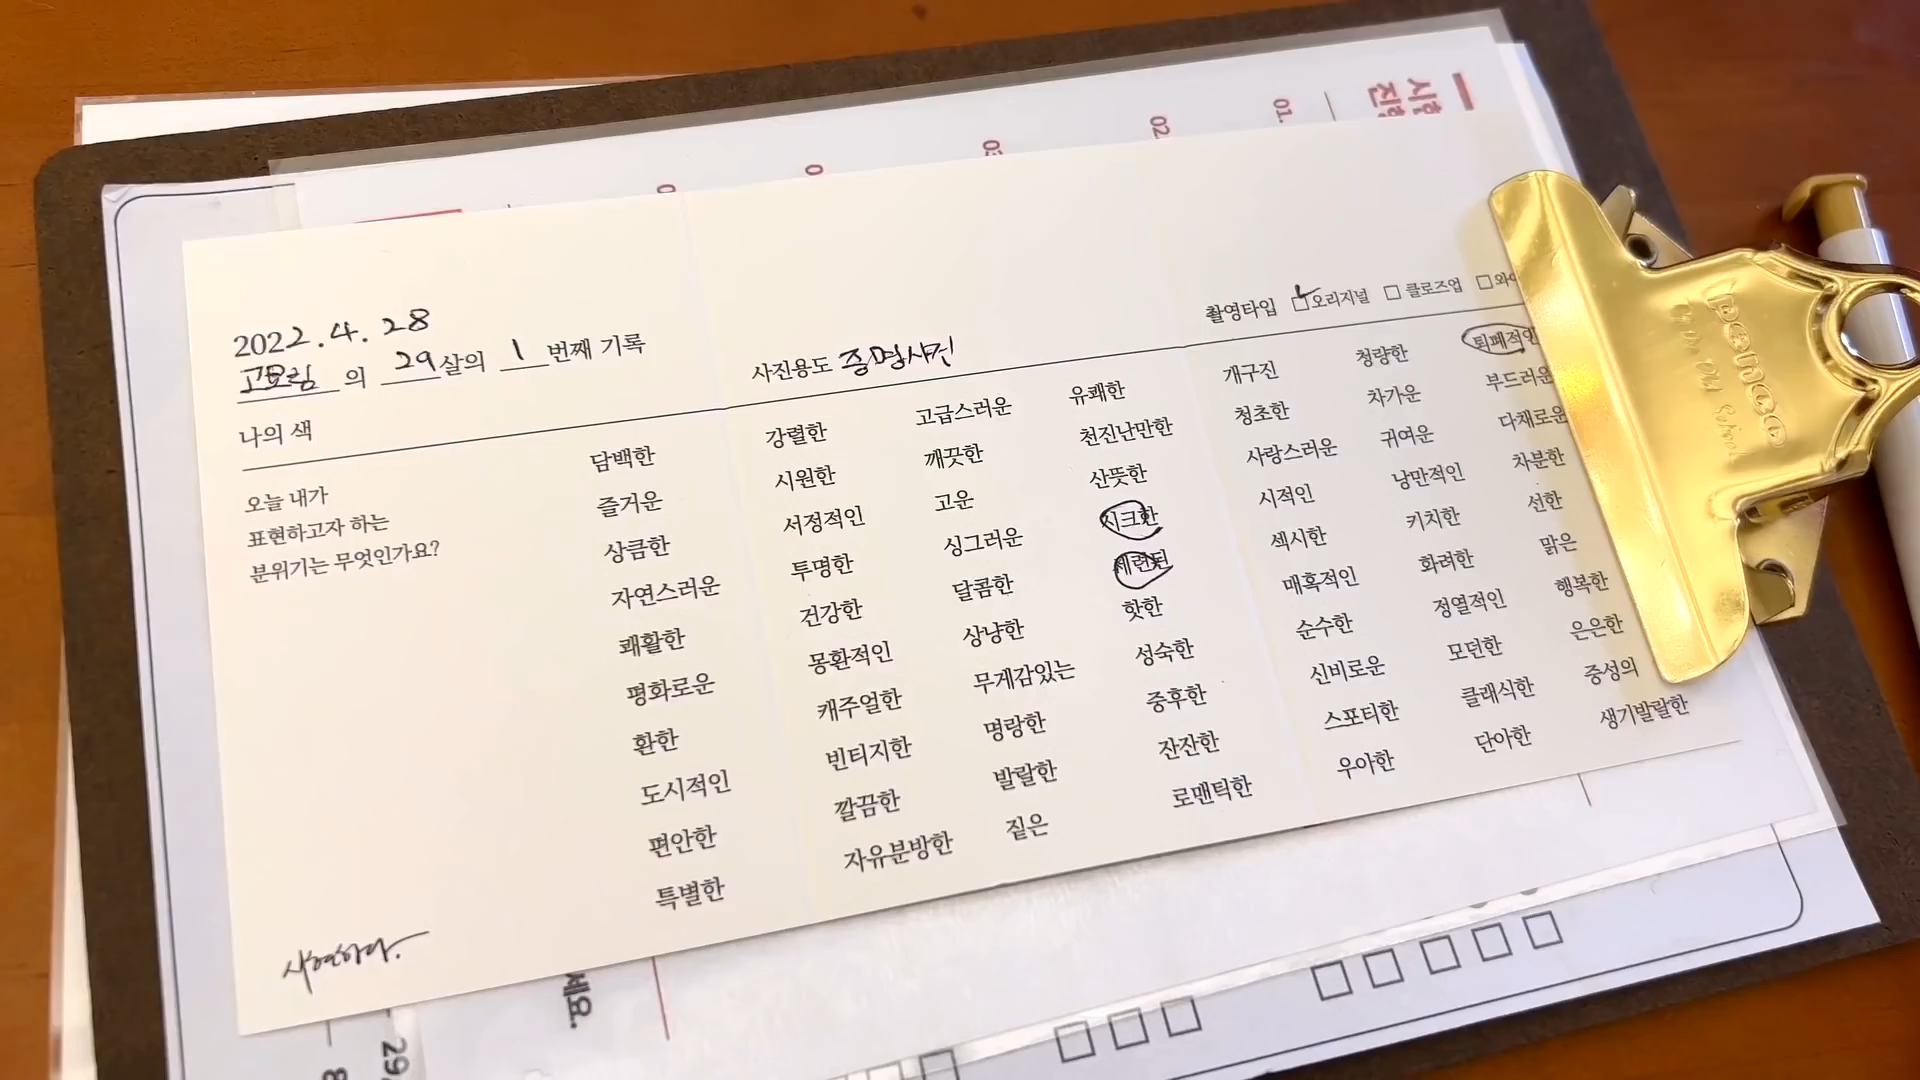 2022.4.28
고모림 의 29살의 1번째 기록
사진용도 증명사진
촬영타입 오리지널 클로즈업
나의 색
오늘 내가
표현하고자 하는
분위기는 무엇인가요?
담백한
즐거운
상큼한
자연스러운
쾌활한
평화로운
환한
도시적인
편안한
특별한
강렬한
시원한
서정적인
투명한
건강한
몽환적인
캐주얼한
빈티지한
깔끔한
자유분방한
고급스러운
깨끗한
고운
싱그러운
달콤한
상냥한
무게감있는
명랑한
발랄한
짙은
유쾌한
천진난만한
산뜻한
시크한
세련된
핫한
성숙한
중후한
잔잔한
로맨틱한
개구진
청초한
사랑스러운
시적인
섹시한
매혹적인
순수한
신비로운
스포티한
우아한
청량한
차가운
귀여운
낭만적인
키치한
화려한
정열적인
모던한
클래식한
단아한
퇴폐적인
부드러운
다채로운
차분한
선한
맑은
행복한
은은한
중성의
생기발랄한
시현하다.
penco
01.
02
세요.
29.
8